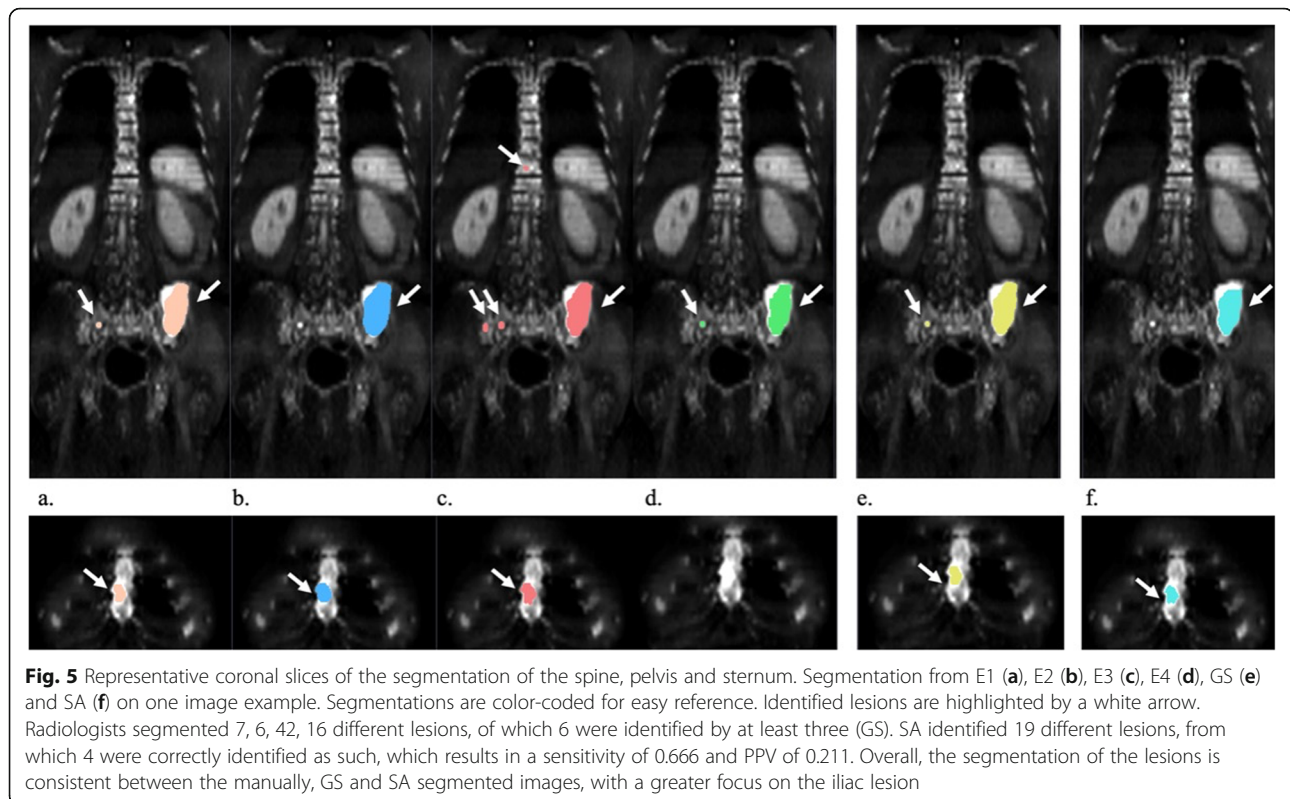 a. b. c. d. e. f.
Fig. 5 Representative coronal slices of the segmentation of the spine, pelvis and sternum. Segmentation from E1 (a), E2 (b), E3 (c), E4 (d), GS (e)
and SA (f) on one image example. Segmentations are color-coded for easy reference. Identified lesions are highlighted by a white arrow.
Radiologists segmented 7, 6, 42, 16 different lesions, of which 6 were identified by at least three (GS). SA identified 19 different lesions, from
which 4 were correctly identified as such, which results in a sensitivity of 0.666 and PPV of 0.211. Overall, the segmentation of the lesions is
consistent between the manually, GS and SA segmented images, with a greater focus on the iliac lesion